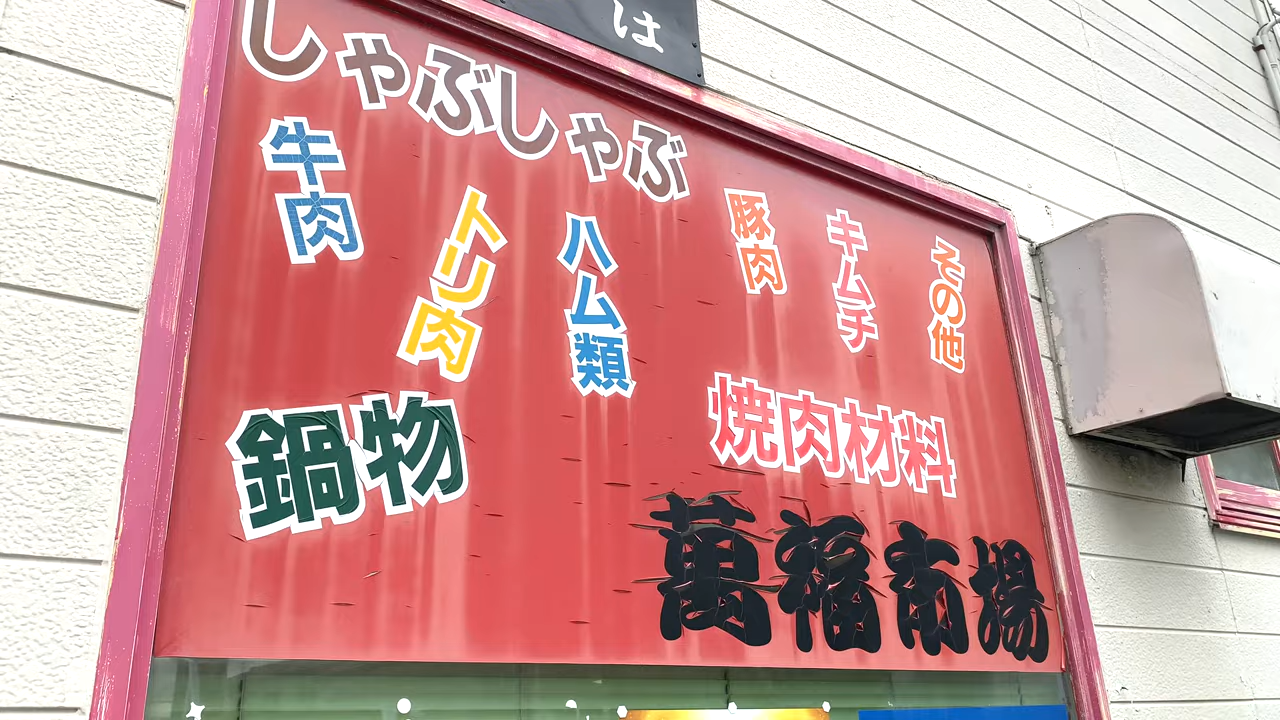 は
しゃぶしゃぶ
牛肉
トリ肉
ハム類
豚肉
キムチ
その他
鍋物
焼肉材料
萬福市場